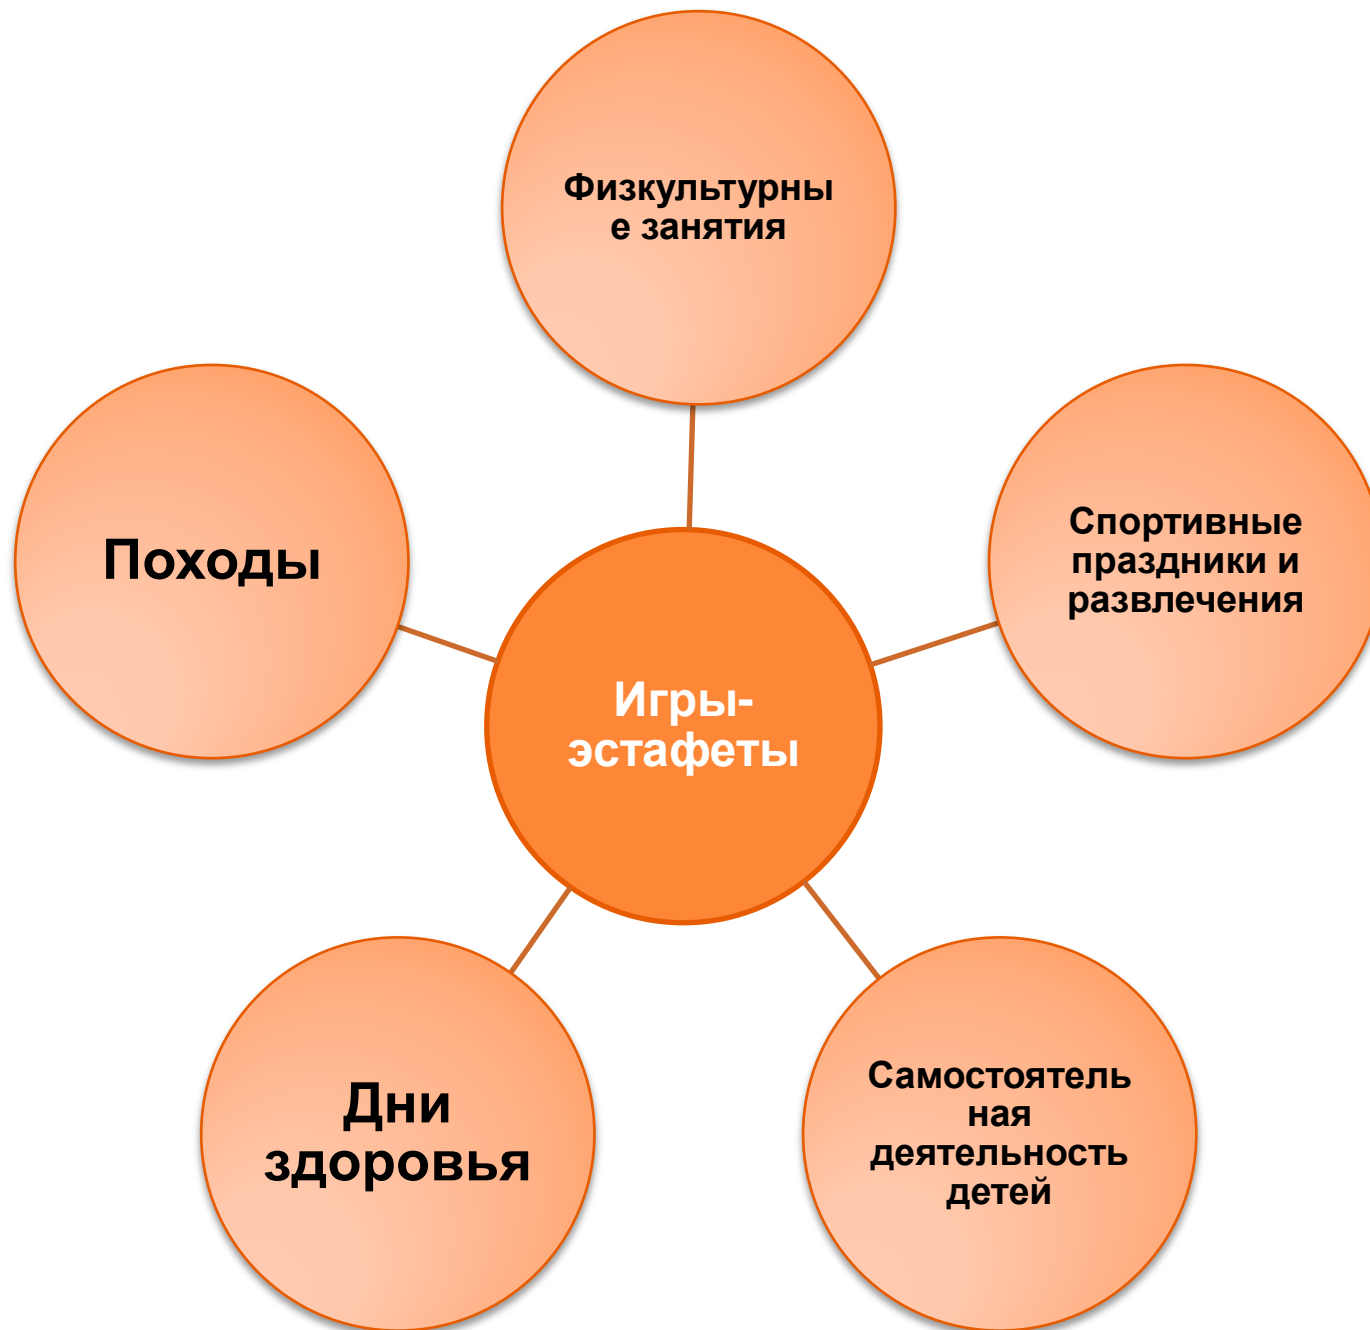 Физкультурны
е занятия
Спортивные
праздники и
развлечения
Походы
Игры-
эстафеты
Самостоятель
ная
деятельность
детей
Дни
здоровья